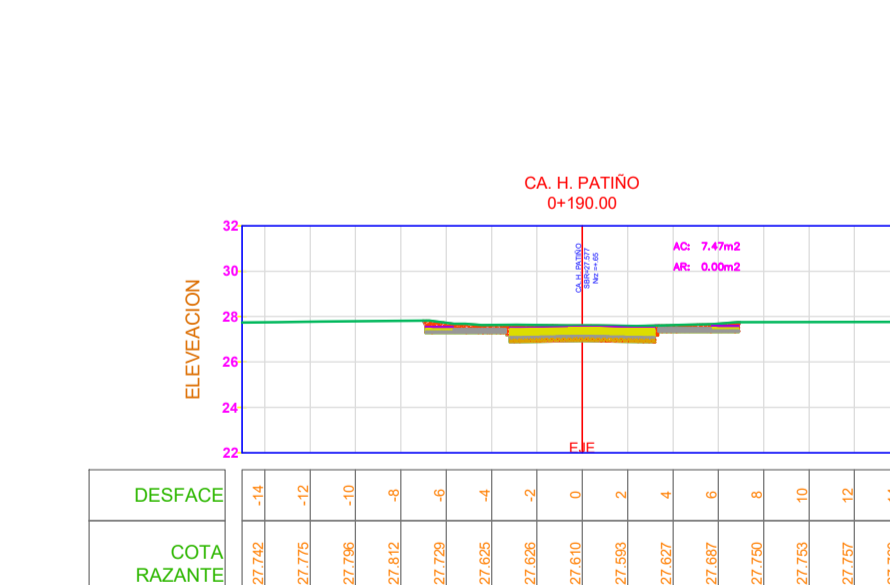 CA. H. PATIÑO
0+190.00
32
30
28
26
24
22
ELEVEACION
CA. H. PATIÑO
AC: 7.47m2
AR: 0.00m2
EJE
DESFACE -14 -12 -10 -8 -6 -4 -2 0 2 4 6 8 10 12
COTA RAZANTE 27.742 27.775 27.796 27.812 27.729 27.625 27.626 27.610 27.593 27.627 27.687 27.750 27.753 27.757